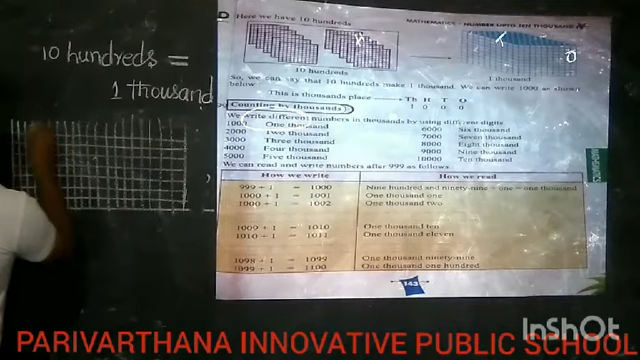 10 hundreds =
1 thousand
D Here we have 10 hundreds
MATHEMATICS - NUMBER UPTO TEN THOUSAND
10 hundreds
1 thousand
So, we can say that 10 hundreds make 1 thousand. We can write 1000 as shown
below
This is thousands place Th H T O
1 0 0 0
Counting by thousands
We write different numbers in thousands by using different digits
1000 One thousand 6000 Six thousand
2000 Two thousand 7000 Seven thousand
3000 Three thousand 8000 Eight thousand
4000 Four thousand 9000 Nine thousand
5000 Five thousand 10000 Ten thousand
We can read and write numbers after 999 as follows
How we write How we read
999 + 1 = 1000 Nine hundred and ninety-nine + one = one thousand
1000 + 1 = 1001 One thousand one
1000 + 1 = 1002 One thousand two
1009 + 1 = 1010 One thousand ten
1010 + 1 = 1011 One thousand eleven
1098 + 1 = 1099 One thousand ninety-nine
1099 + 1 = 1100 One thousand one hundred
143
InShOt
PARIVARTHANA INNOVATIVE PUBLIC SCHOOL